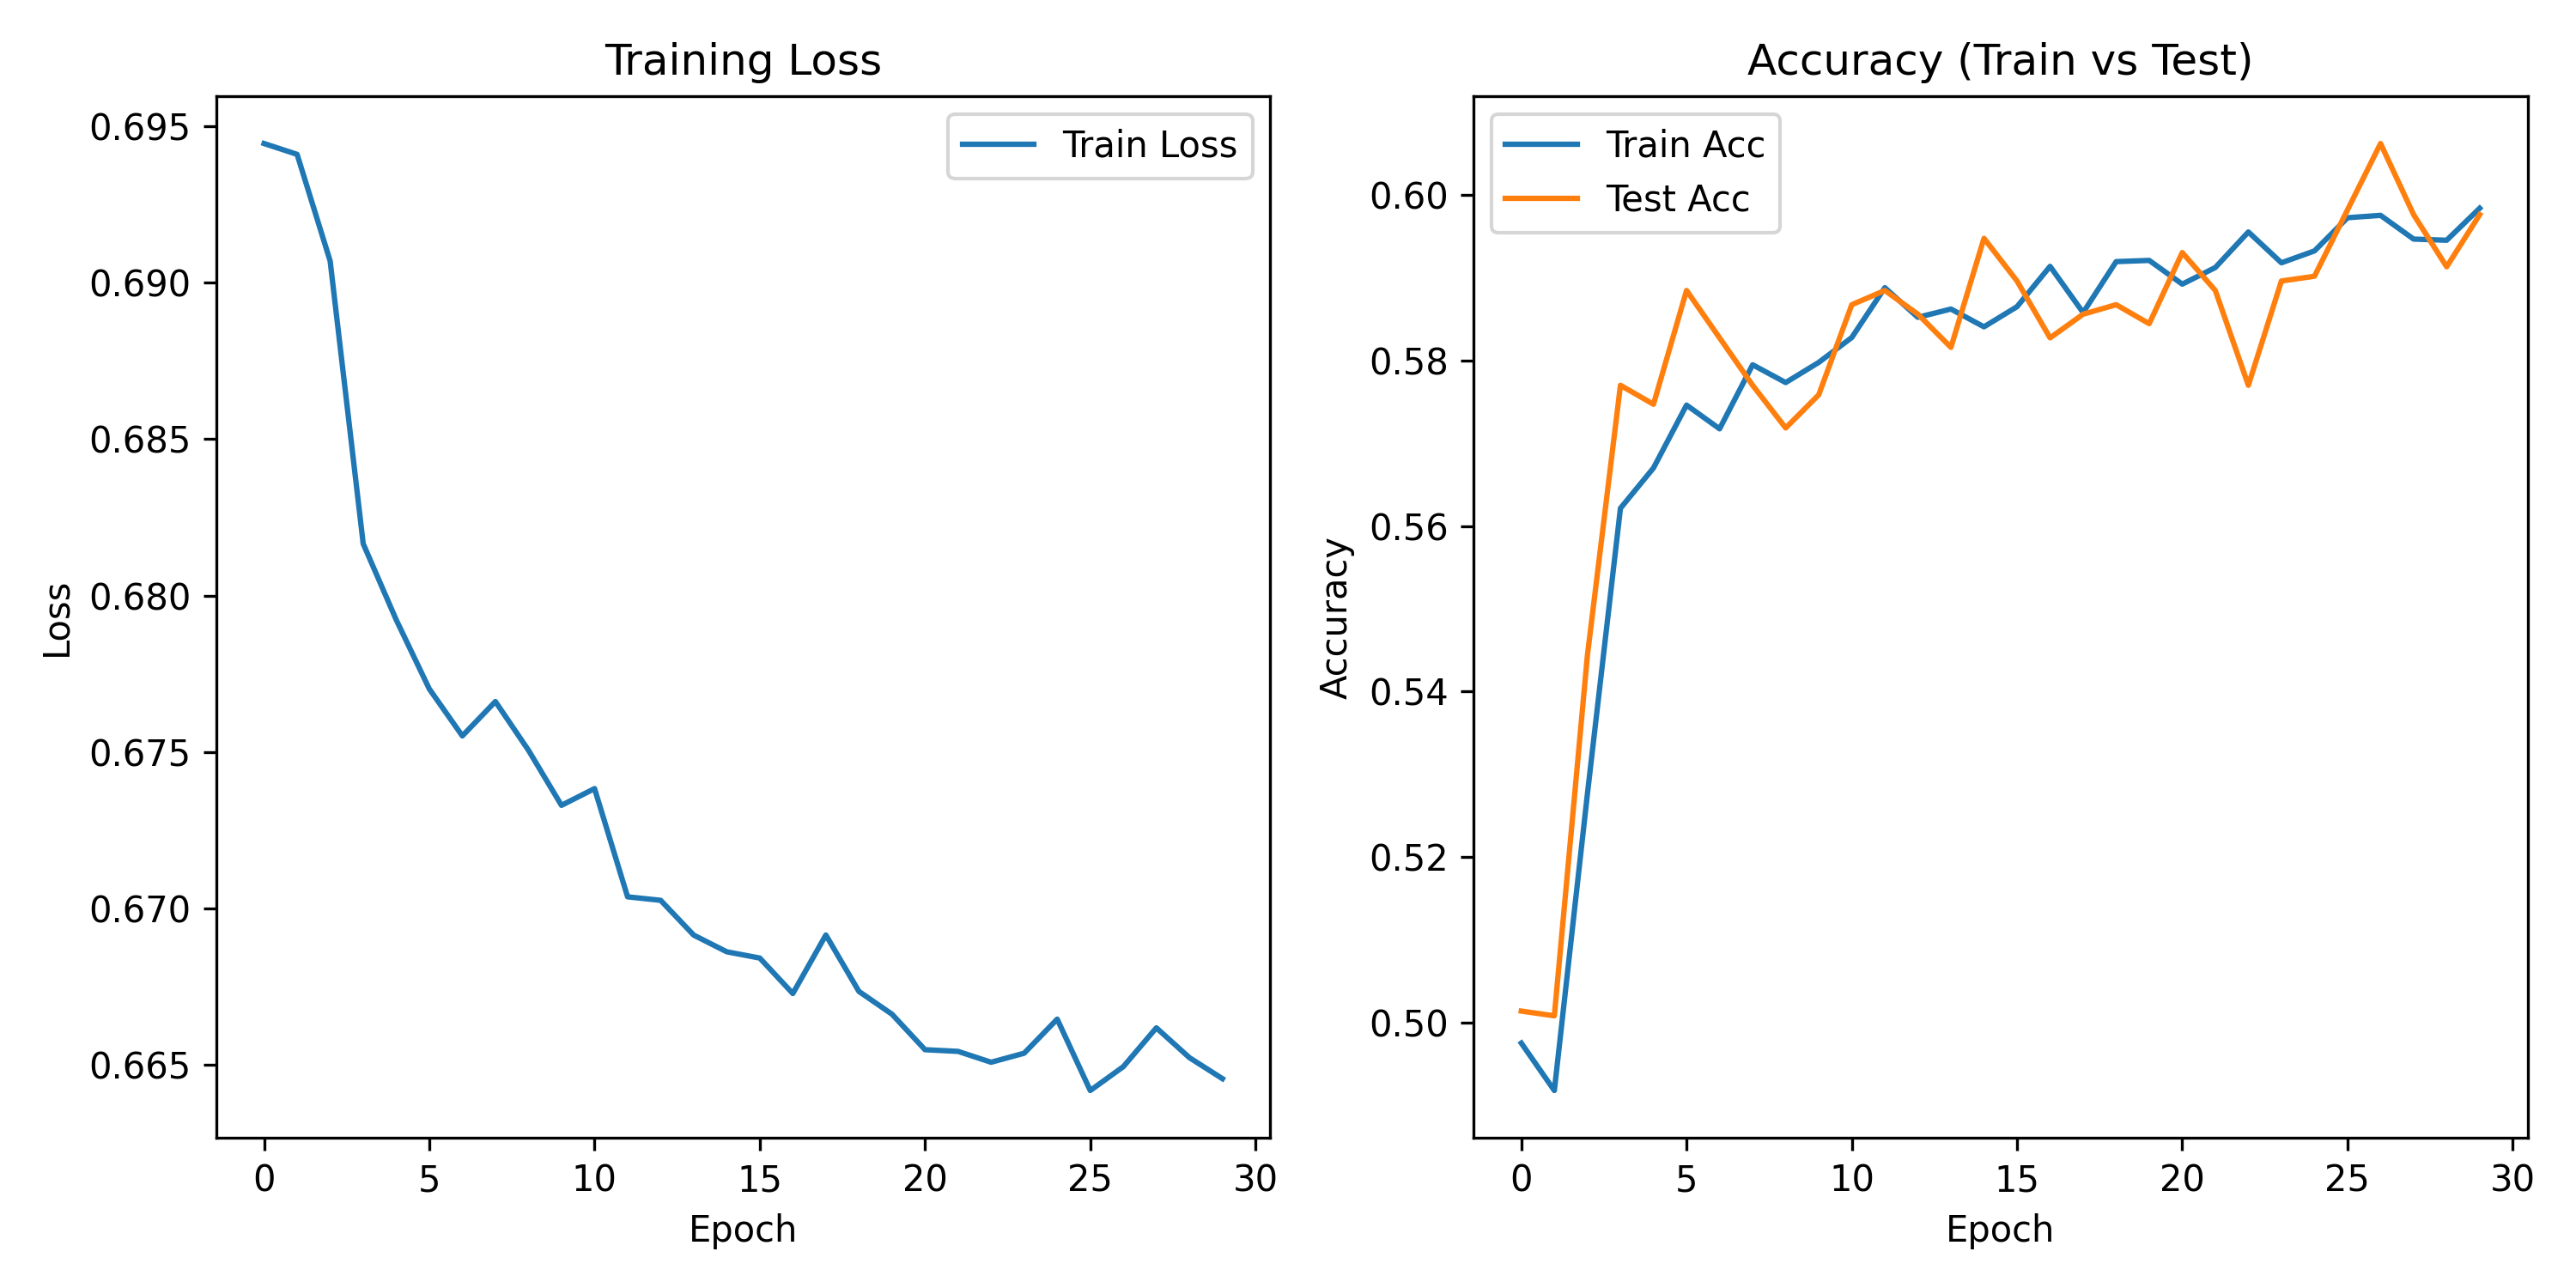 Training Loss
Train Loss
0.695
0.690
0.685
0.680
0.675
0.670
0.665
Loss
0 5 10 15 20 25 30
Epoch
Accuracy (Train vs Test)
Train Acc
Test Acc
0.60
0.58
0.56
0.54
0.52
0.50
Accuracy
0 5 10 15 20 25 30
Epoch